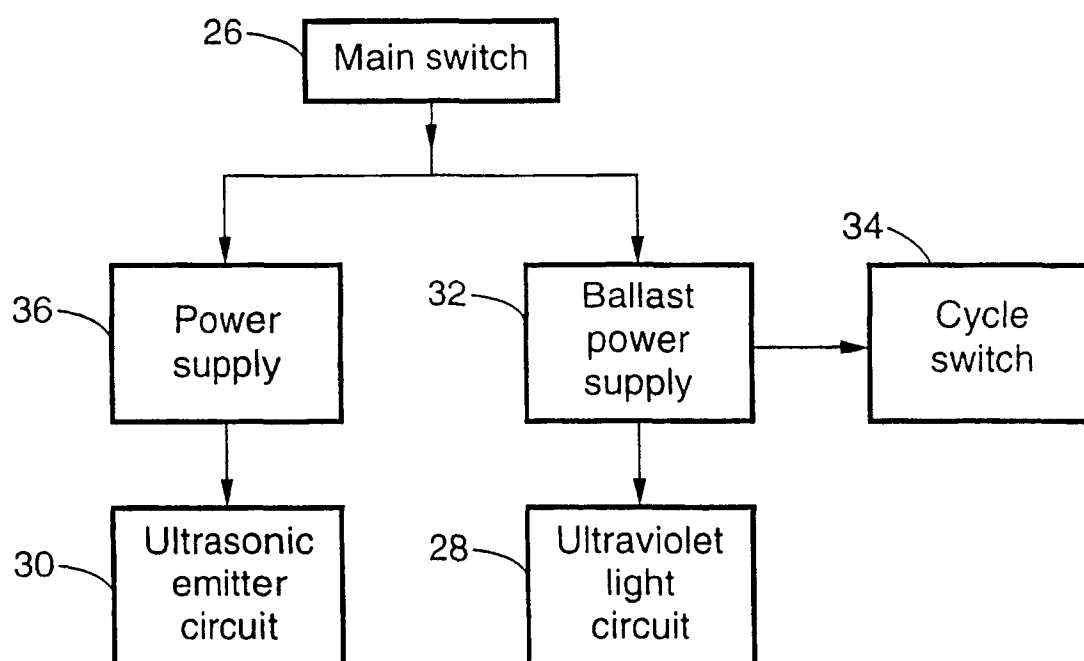 26
Main switch
34
36
Power
supply
32
Ballast
power
supply
Cycle
switch
30
Ultrasonic
emitter
circuit
28
Ultraviolet
light
circuit